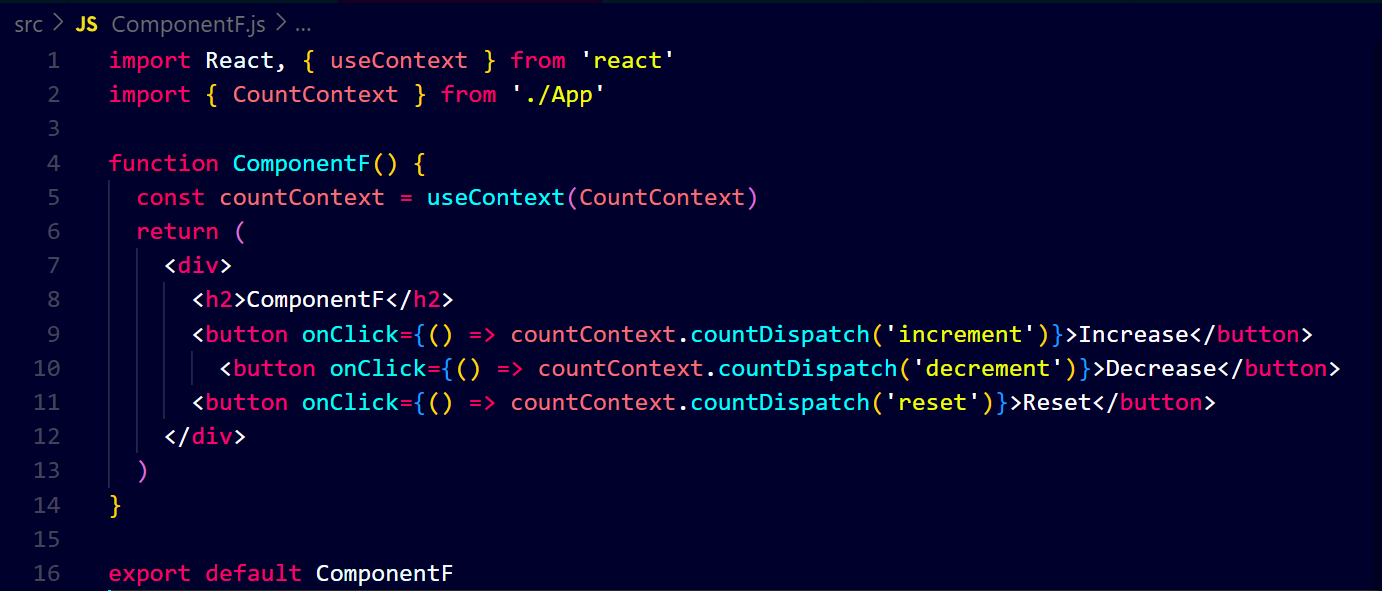 src > JS ComponentF.js > ...
1 import React, { useContext } from 'react'
2 import { CountContext } from './App'
3
4 function ComponentF() {
5   const countContext = useContext(CountContext)
6   return (
7     <div>
8       <h2>ComponentF</h2>
9       <button onClick={() => countContext.countDispatch('increment')}>Increase</button>
10         <button onClick={() => countContext.countDispatch('decrement')}>Decrease</button>
11       <button onClick={() => countContext.countDispatch('reset')}>Reset</button>
12     </div>
13   )
14 }
15
16 export default ComponentF